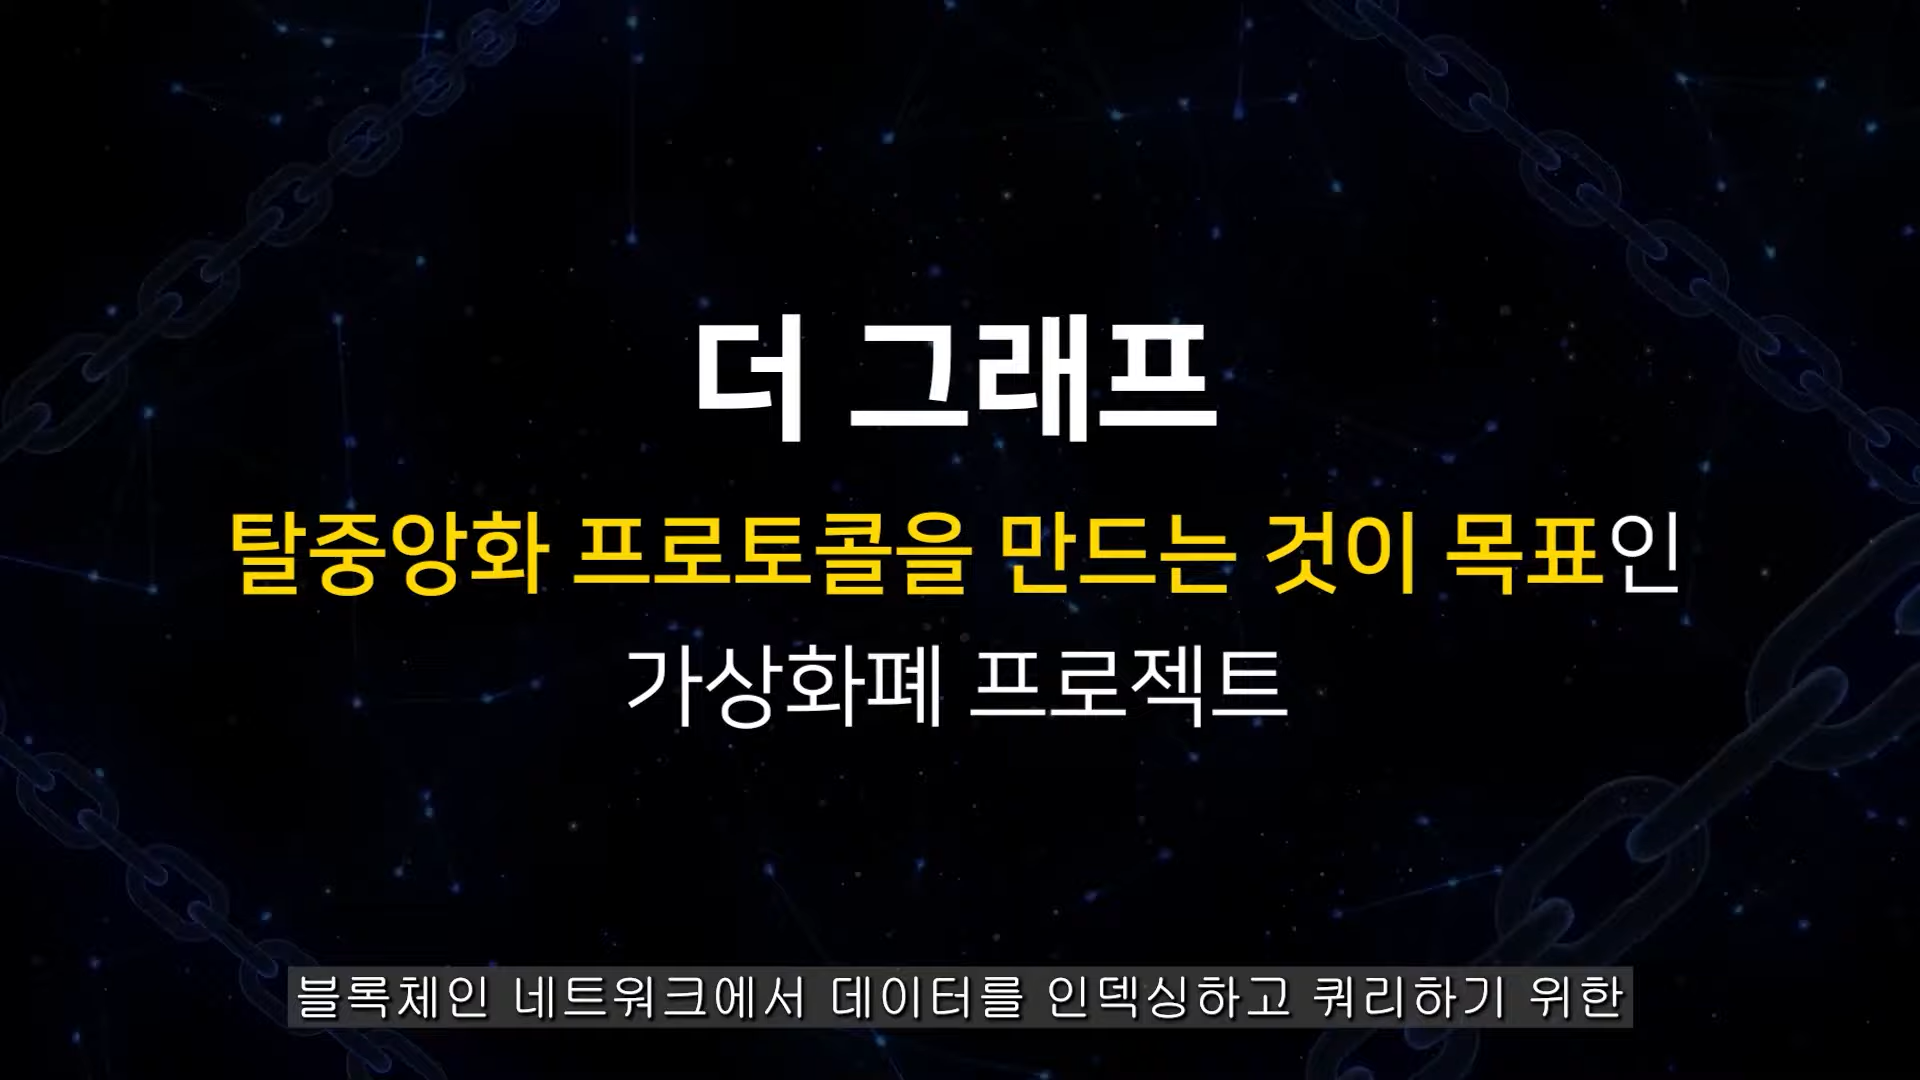 더 그래프
탈중앙화 프로토콜을 만드는 것이 목표인
가상화폐 프로젝트
블록체인 네트워크에서 데이터를 인덱싱하고 쿼리하기 위한